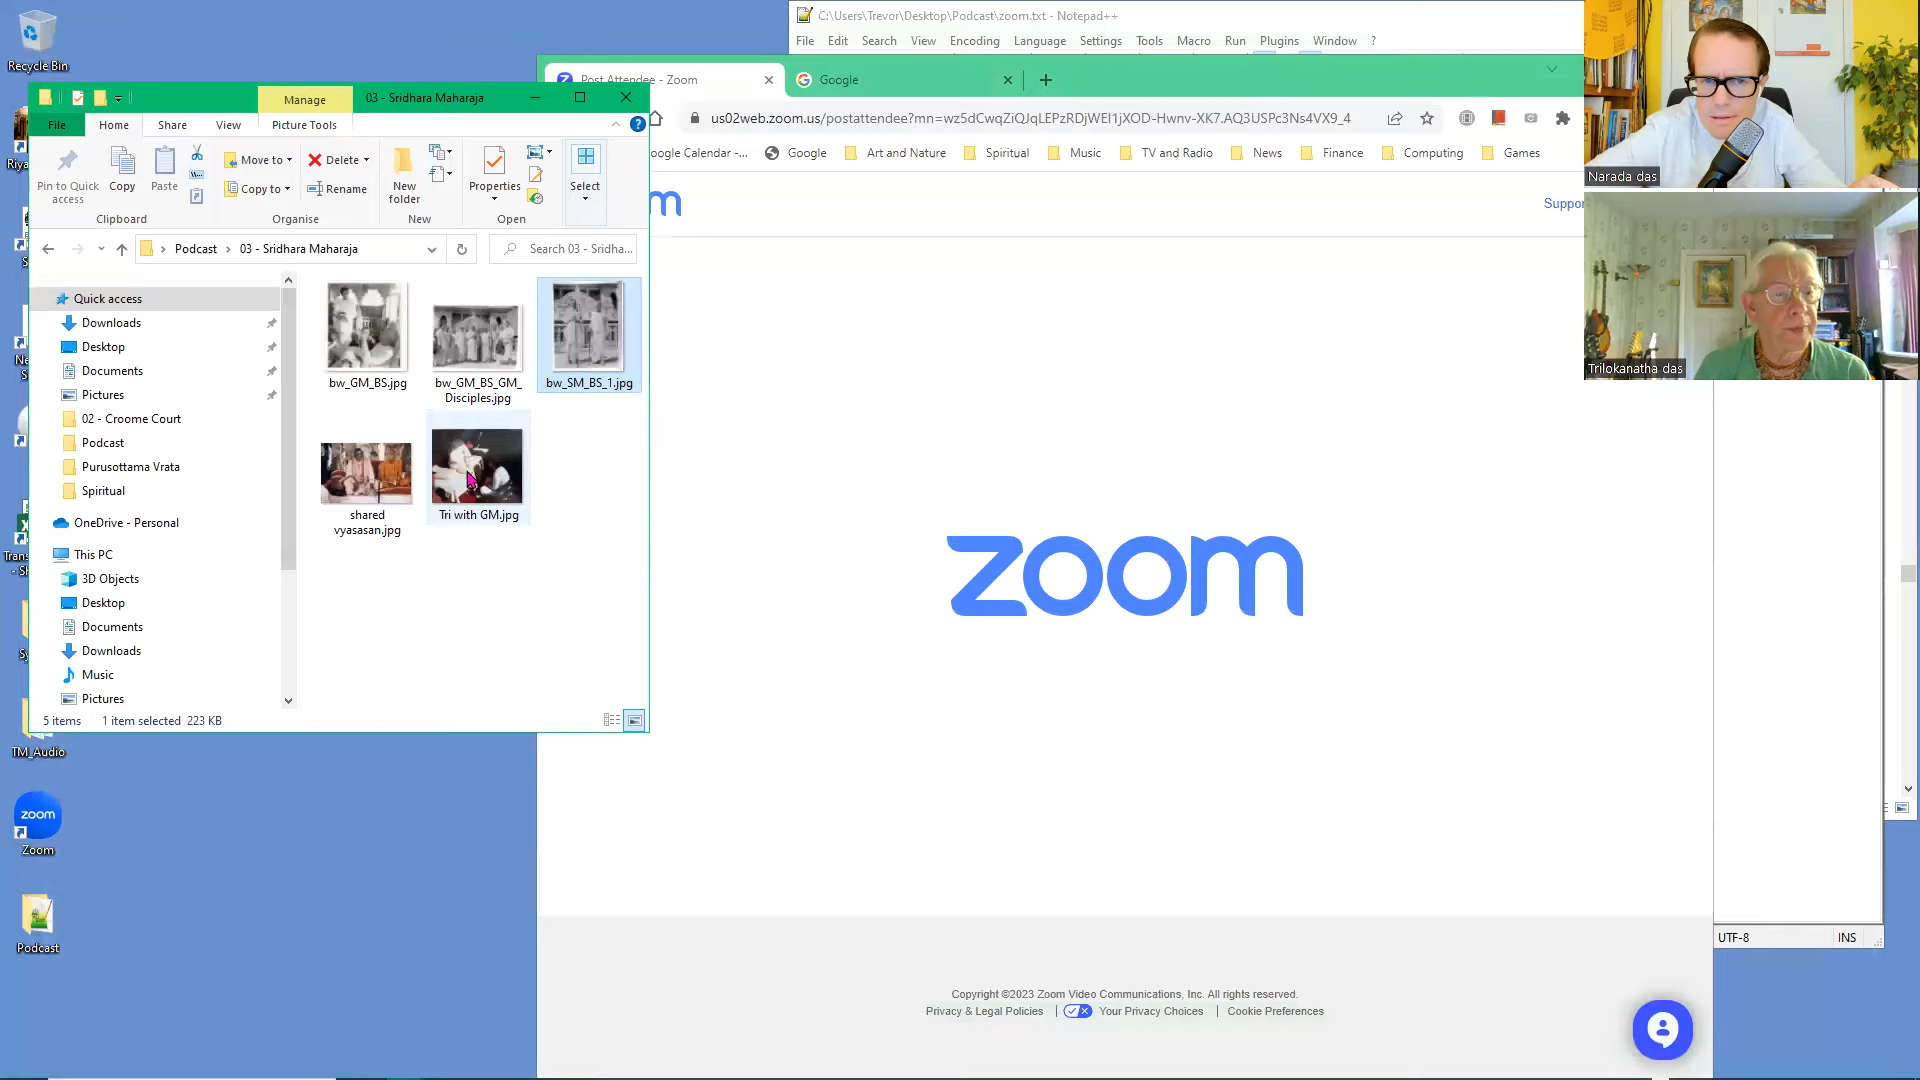 Recycle Bin
C:\Users\Trevor\Desktop\Podcast\zoom.txt - Notepad++
File Edit Search View Encoding Language Settings Tools Macro Run Plugins Window ?
Post Attendee - Zoom
Google
Manage
03 - Sridhara Maharaja
File Home Share View Picture Tools
us02web.zoom.us/postattendee?mn=wz5dCwqZiQJqLEPzRDjWEI1jXOD-Hwnv-XK7.AQ3USPc3Ns4VX9_4
oogle Calendar -... Google Art and Nature Spiritual Music TV and Radio News Finance Computing Games
Pin to Quick access
Copy
Paste
Move to
Copy to
Delete
Rename
New folder
Properties
Select
Clipboard Organise New Open
m
Suppor
Podcast 03 - Sridhara Maharaja
Search 03 - Sridha...
Quick access
Downloads
Desktop
Documents
Pictures
02 - Croome Court
Podcast
Purusottama Vrata
Spiritual
OneDrive - Personal
This PC
3D Objects
Desktop
Documents
Downloads
Music
Pictures
bw_GM_BS.jpg
bw_GM_BS_GM_
Disciples.jpg
bw_SM_BS_1.jpg
shared
vyasasan.jpg
Tri with GM.jpg
5 items 1 item selected 223 KB
Narada das
Trilokanatha das
zoom
Riya
Ne
S
Trans
- Sh
Sy
TM_Audio
zoom
Zoom
Podcast
UTF-8 INS
Copyright ©2023 Zoom Video Communications, Inc. All rights reserved.
Privacy & Legal Policies | Your Privacy Choices | Cookie Preferences